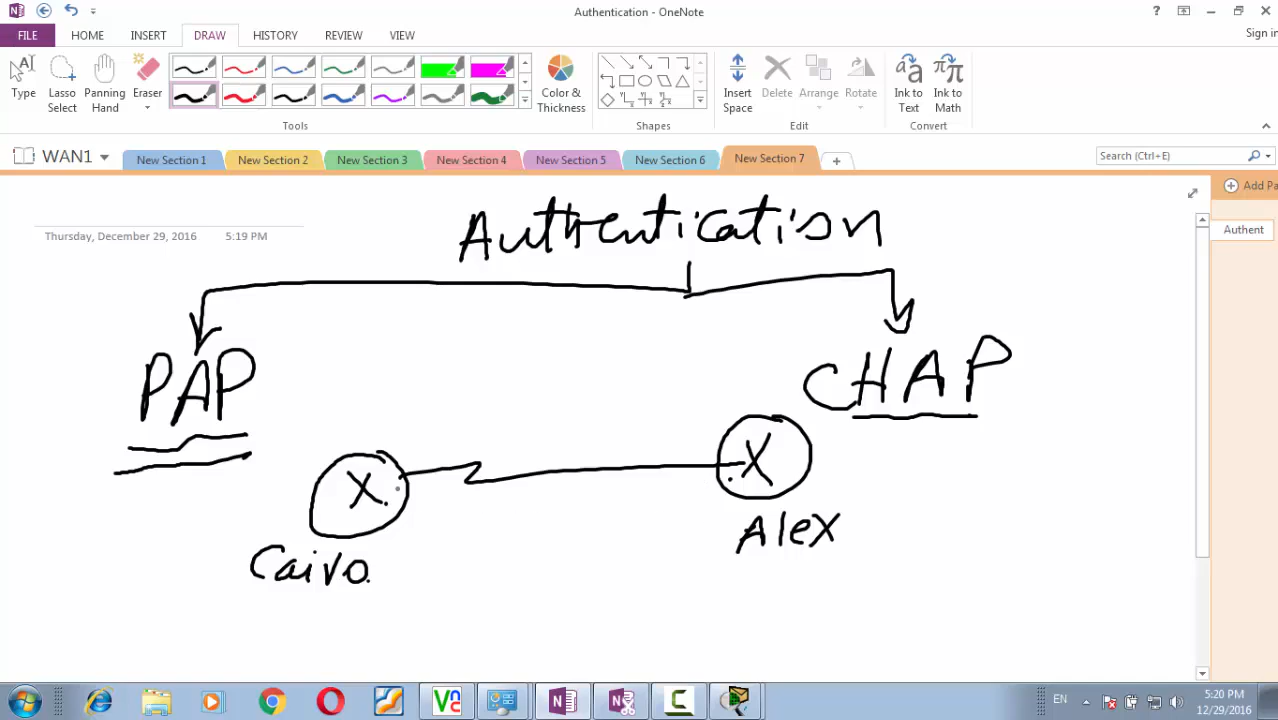 Authentication - OneNote
? Sign in
FILE HOME INSERT DRAW HISTORY REVIEW VIEW
Type Lasso Select Panning Hand Eraser Color & Thickness Insert Space Delete Arrange Rotate Ink to Text Ink to Math
Tools Shapes Edit Convert
WAN1 New Section 1 New Section 2 New Section 3 New Section 4 New Section 5 New Section 6 New Section 7 Search (Ctrl+E)
Add Pa
Authent
Thursday, December 29, 2016 5:19 PM
Authentication
PAP
CHAP
X
X
Cairo
Alex
EN 5:20 PM
12/29/2016